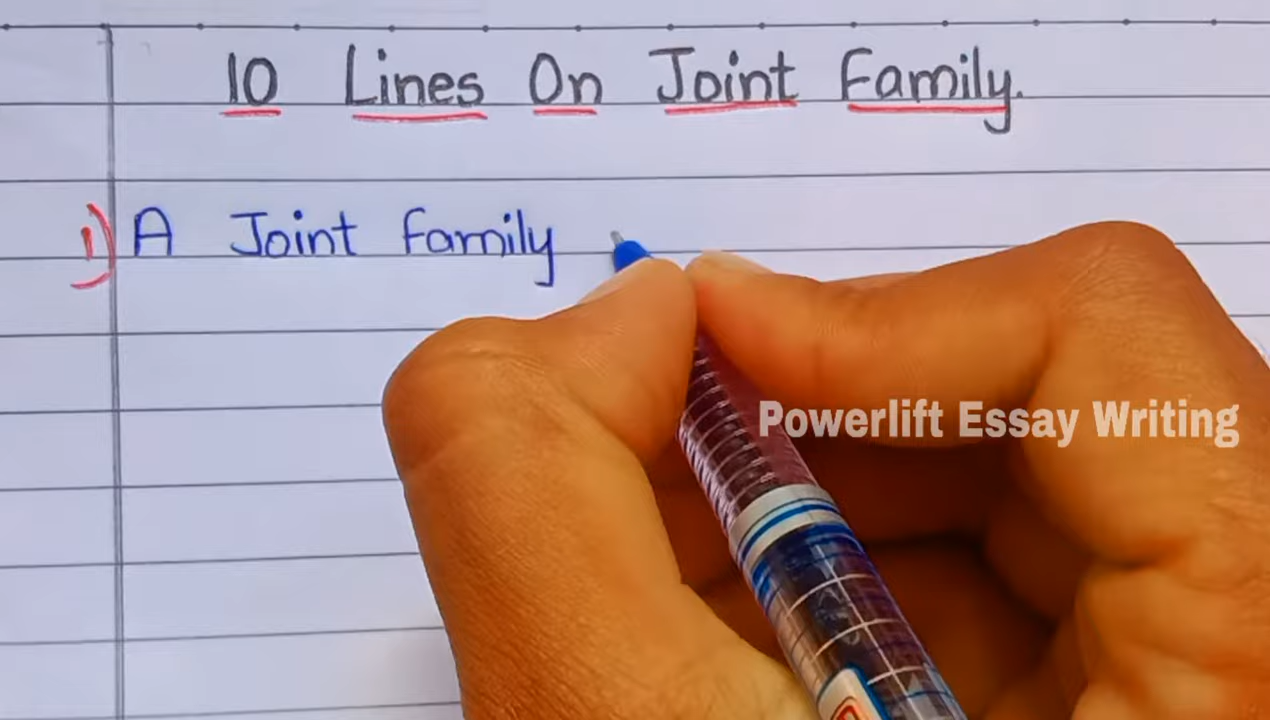 10 Lines On Joint Family.
1) A Joint family
Powerlift Essay Writing